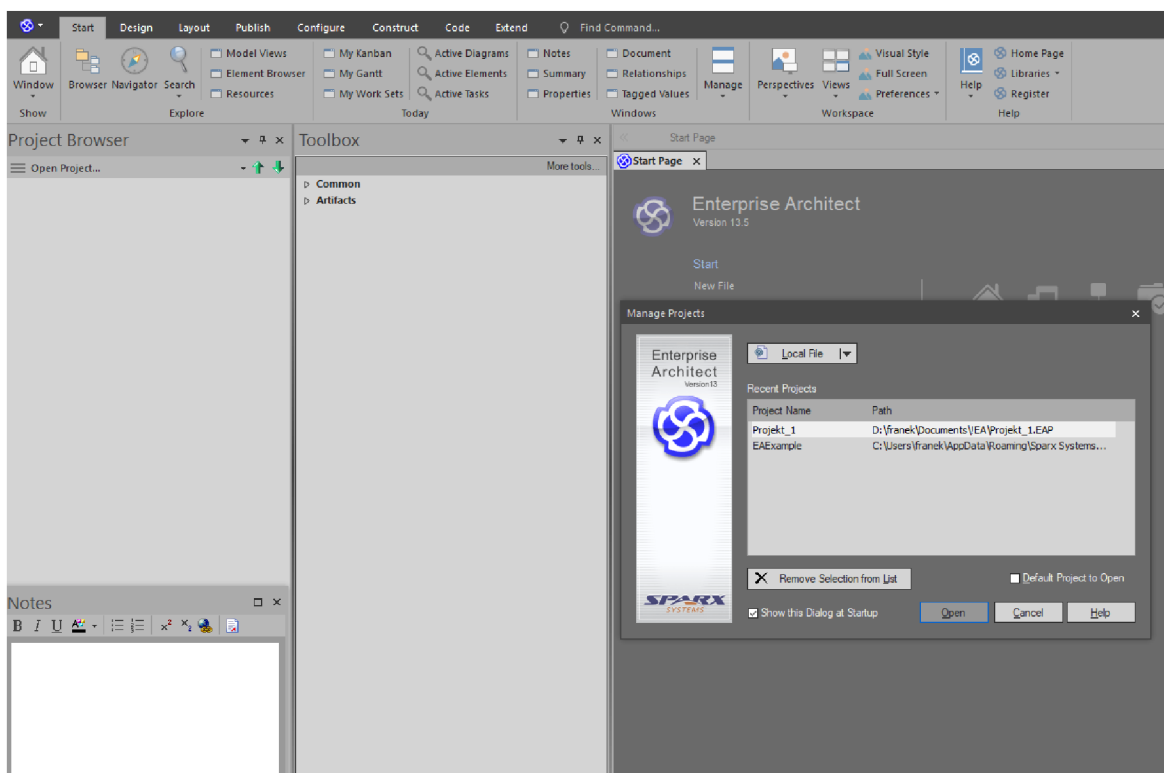 Start Design Layout Publish Configure Construct Code Extend Find Command...
Window Browser Navigator Search
Model Views
Element Browser
Resources
My Kanban
My Gantt
My Work Sets
Active Diagrams
Active Elements
Active Tasks
Notes
Summary
Properties
Document
Relationships
Tagged Values
Manage
Perspectives Views
Visual Style
Full Screen
Preferences
Help
Home Page
Libraries
Register
Show Explore Today Windows Workspace Help
Project Browser
Open Project...
Toolbox
More tools...
Common
Artifacts
Start Page
Start Page
Enterprise Architect
Version 13.5
Start
New File
Manage Projects
Enterprise
Architect
Version 13
SPARX
SYSTEMS
Local File
Recent Projects
Project Name Path
Projekt_1 D:\franek\Documents\!EA\Projekt_1.EAP
EAExample C:\Users\franek\AppData\Roaming\Sparx Systems...
Remove Selection from List
Default Project to Open
Show this Dialog at Startup
Open Cancel Help
Notes
B I U